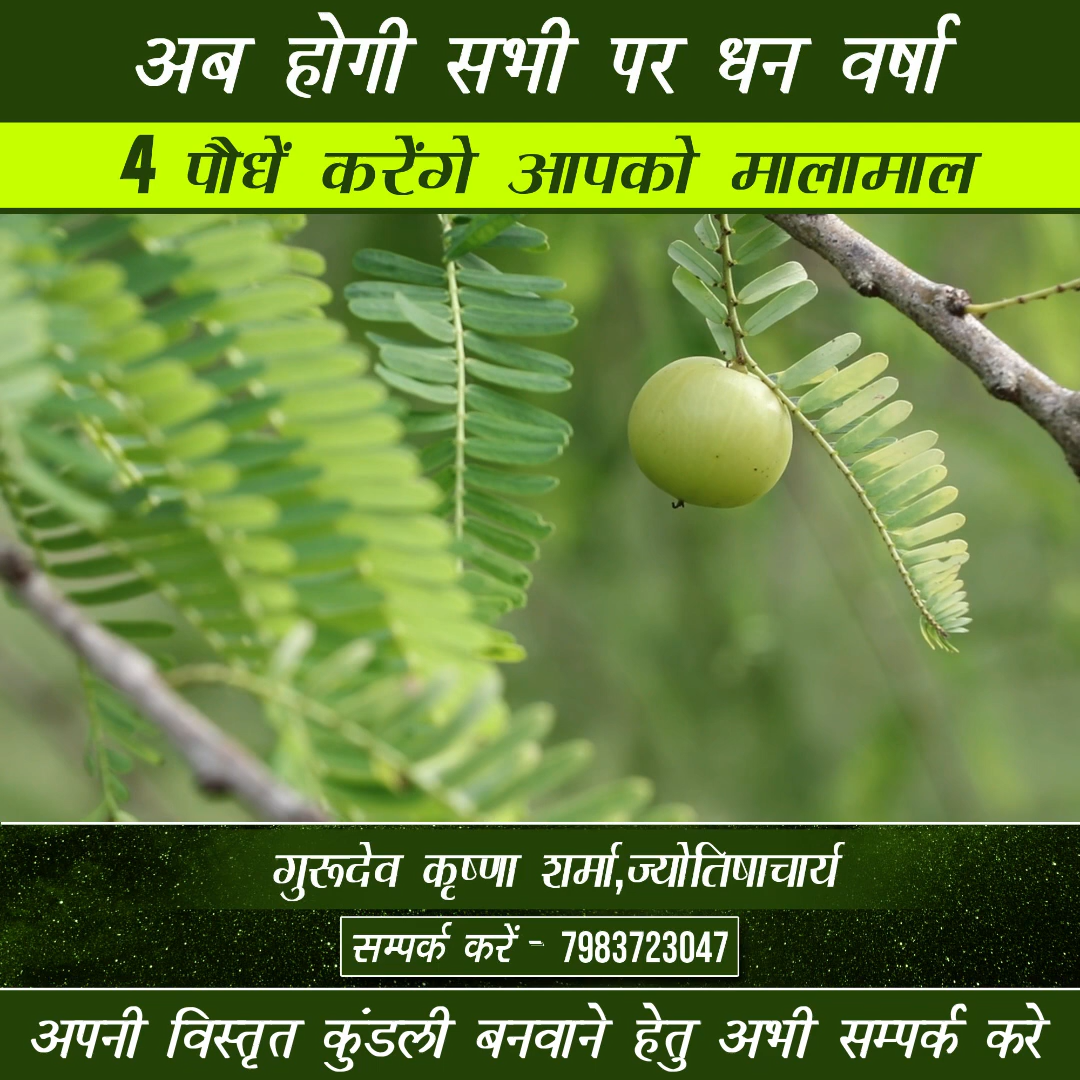 अब होगी सभी पर धन वर्षा
4 पौधें करेंगे आपको मालामाल
गुरूदेव कृष्णा शर्मा,ज्योतिषाचार्य
सम्पर्क करें - 7983723047
अपनी विस्तृत कुंडली बनवाने हेतु अभी सम्पर्क करे